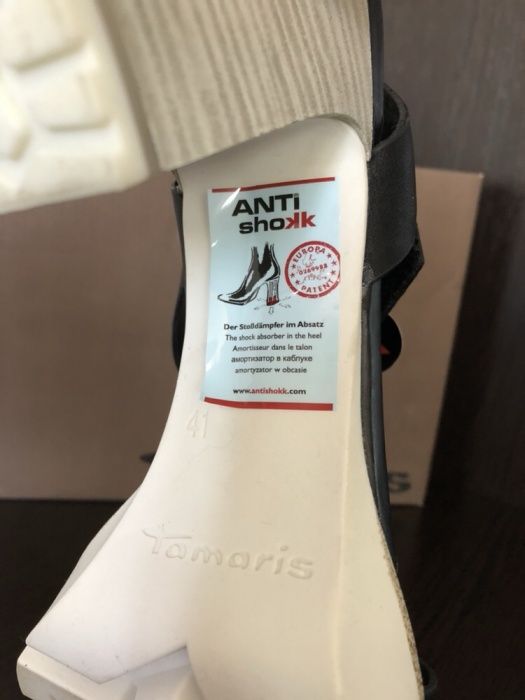 ANTi
shokk
EUROPA
0269988
PATENT
Der Stoßdämpfer im Absatz
The shock absorber in the heel
Amortisseur dans le talon
амортизатор в каблуке
amortyzator w obcasie
www.antishokk.com
41
Tamaris